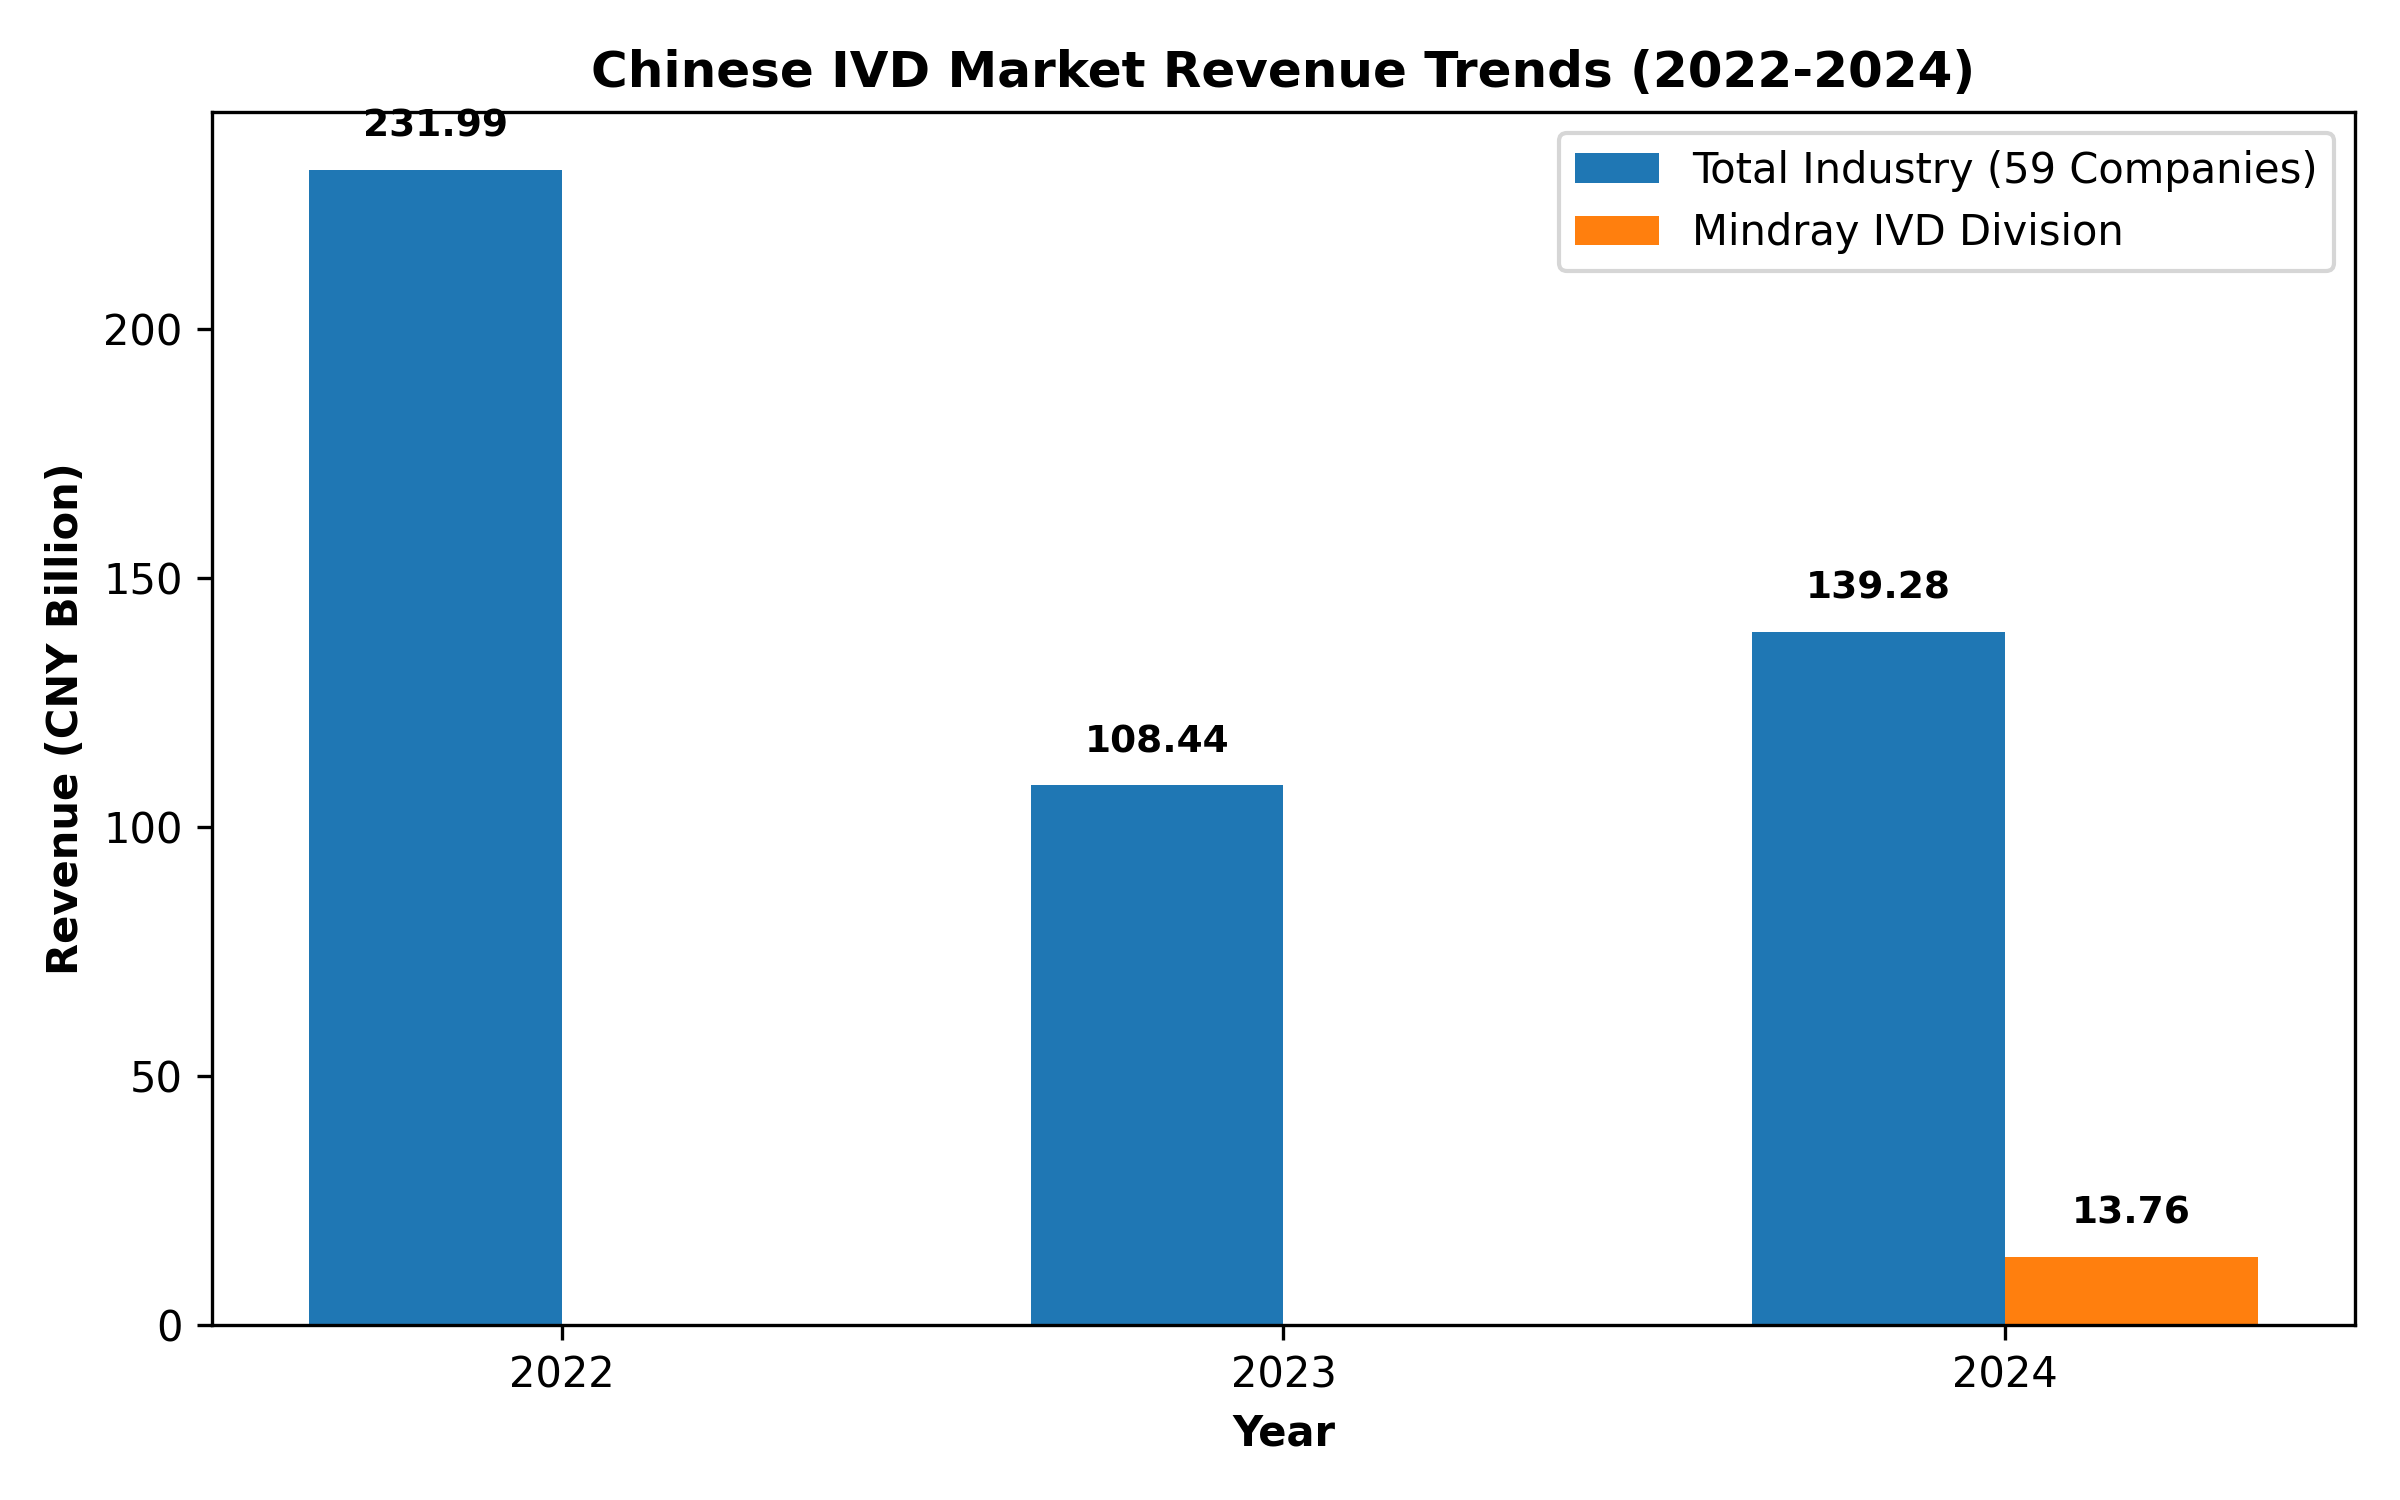 Chinese IVD Market Revenue Trends (2022-2024)
231.99
Total Industry (59 Companies)
Mindray IVD Division
200
150
100
50
0
Revenue (CNY Billion)
139.28
108.44
13.76
2022
2023
2024
Year